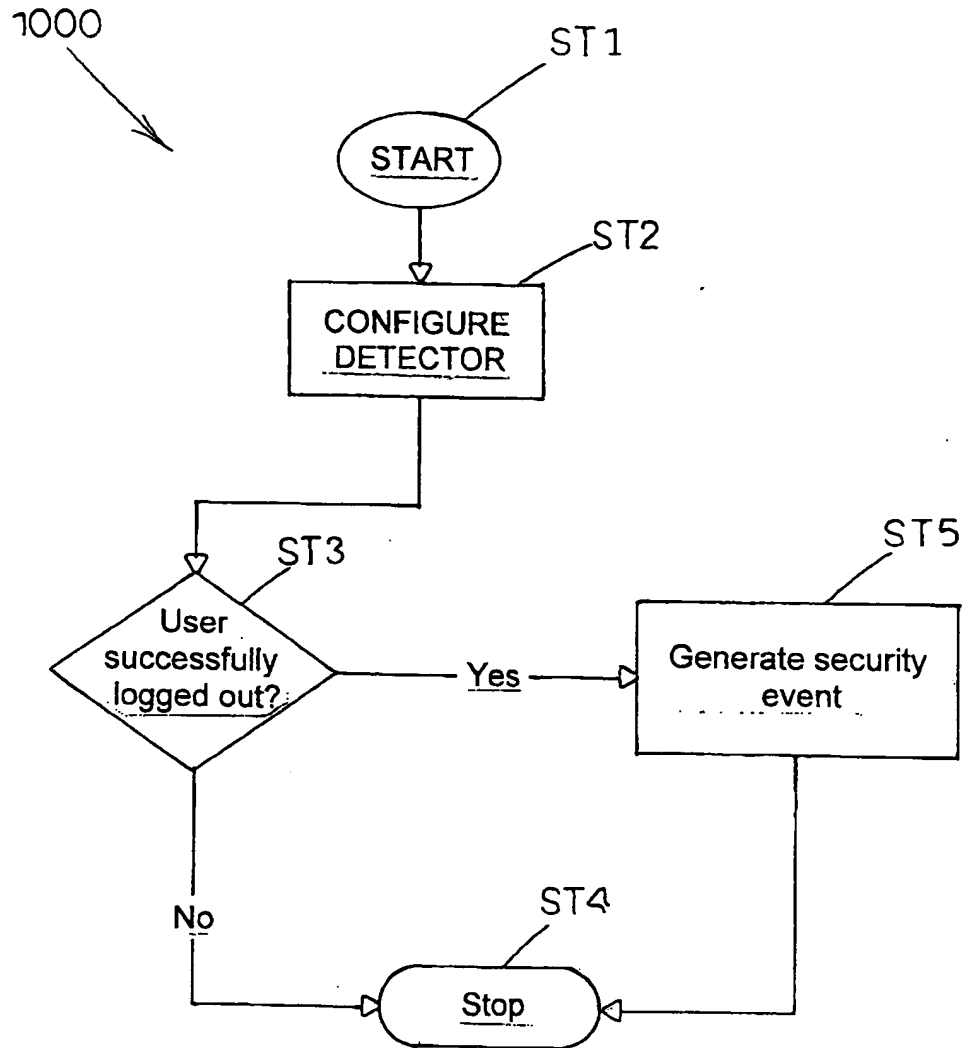 1000
ST1
START
ST2
CONFIGURE
DETECTOR
ST3
User
successfully
logged out?
Yes
ST5
Generate security
event
No
ST4
Stop